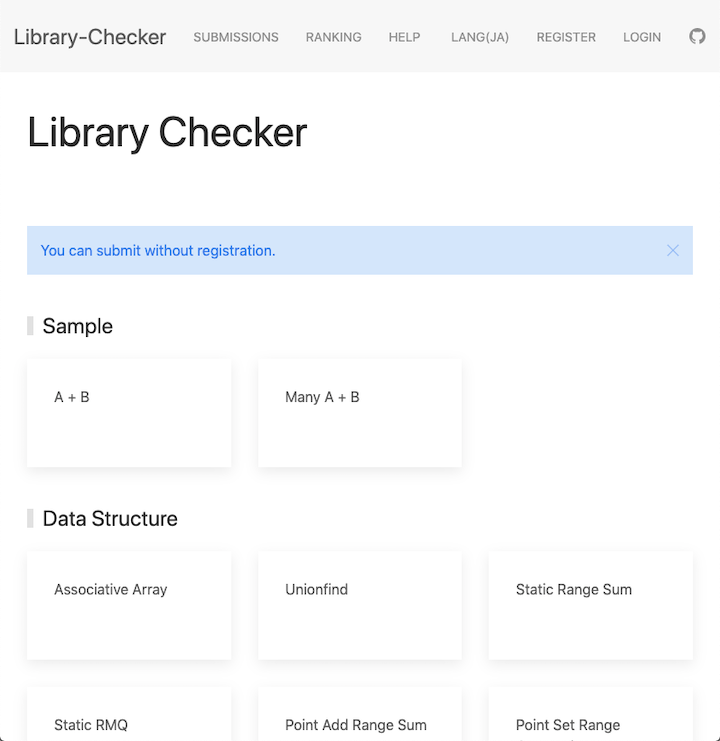 Library-Checker SUBMISSIONS RANKING HELP LANG(JA) REGISTER LOGIN
Library Checker
You can submit without registration.
Sample
A + B
Many A + B
Data Structure
Associative Array
Unionfind
Static Range Sum
Static RMQ
Point Add Range Sum
Point Set Range